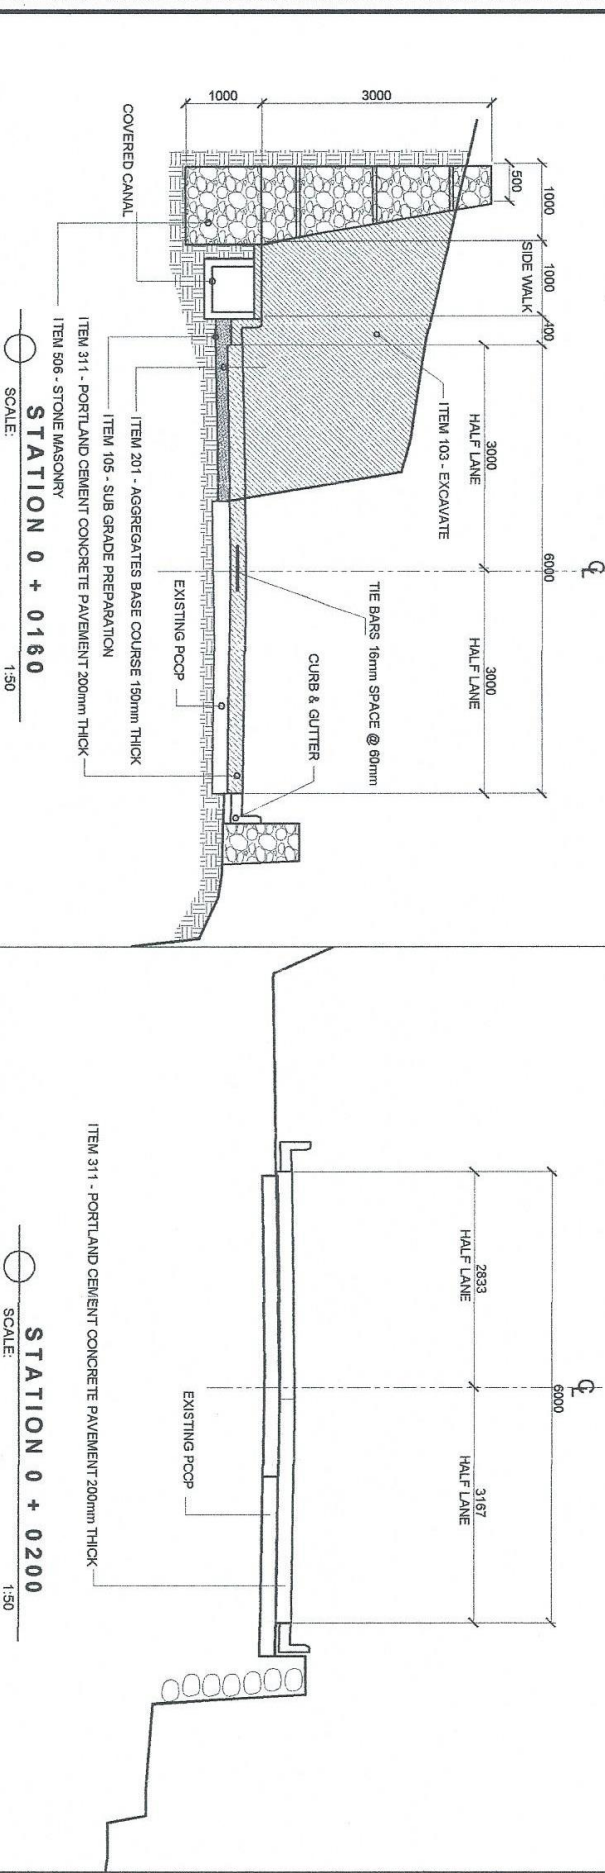 1000
3000
500
1000
SIDE WALK
1000
400
3000
HALF LANE
6000
3000
HALF LANE
CL
COVERED CANAL
ITEM 103 - EXCAVATE
TIE BARS 16mm SPACE @ 60mm
CURB & GUTTER
EXISTING PCCP
ITEM 201 - AGGREGATES BASE COURSE 150mm THICK
ITEM 105 - SUB GRADE PREPARATION
ITEM 311 - PORTLAND CEMENT CONCRETE PAVEMENT 200mm THICK
ITEM 506 - STONE MASONRY
STATION 0 + 0160
SCALE: 1:50
CL
6000
2833
HALF LANE
3167
HALF LANE
EXISTING PCCP
ITEM 311 - PORTLAND CEMENT CONCRETE PAVEMENT 200mm THICK
STATION 0 + 0200
SCALE: 1:50